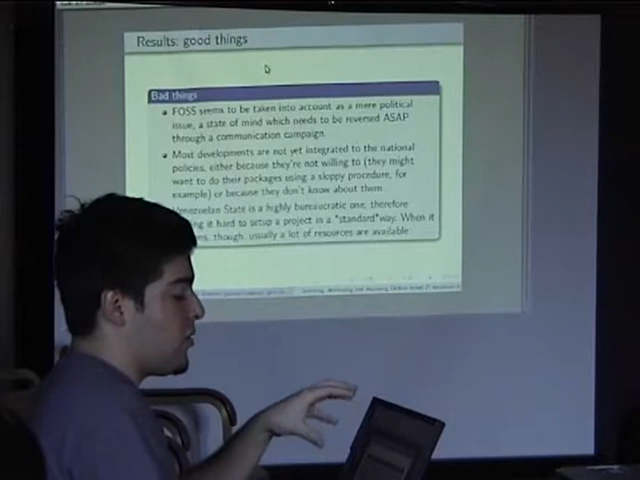 Results: good things
Bad things
FOSS seems to be taken into account as a mere political
issue, a state of mind which needs to be reversed ASAP
through a communication campaign.
Most developments are not yet integrated to the national
policies, either because they're not willing to (they might
want to do their packages using a sloppy procedure, for
example) or because they don't know about them.
Venezuelan State is a highly bureaucratic one, therefore
it hard to setup a project in a "standard" way. When it
though, usually a lot of resources are available